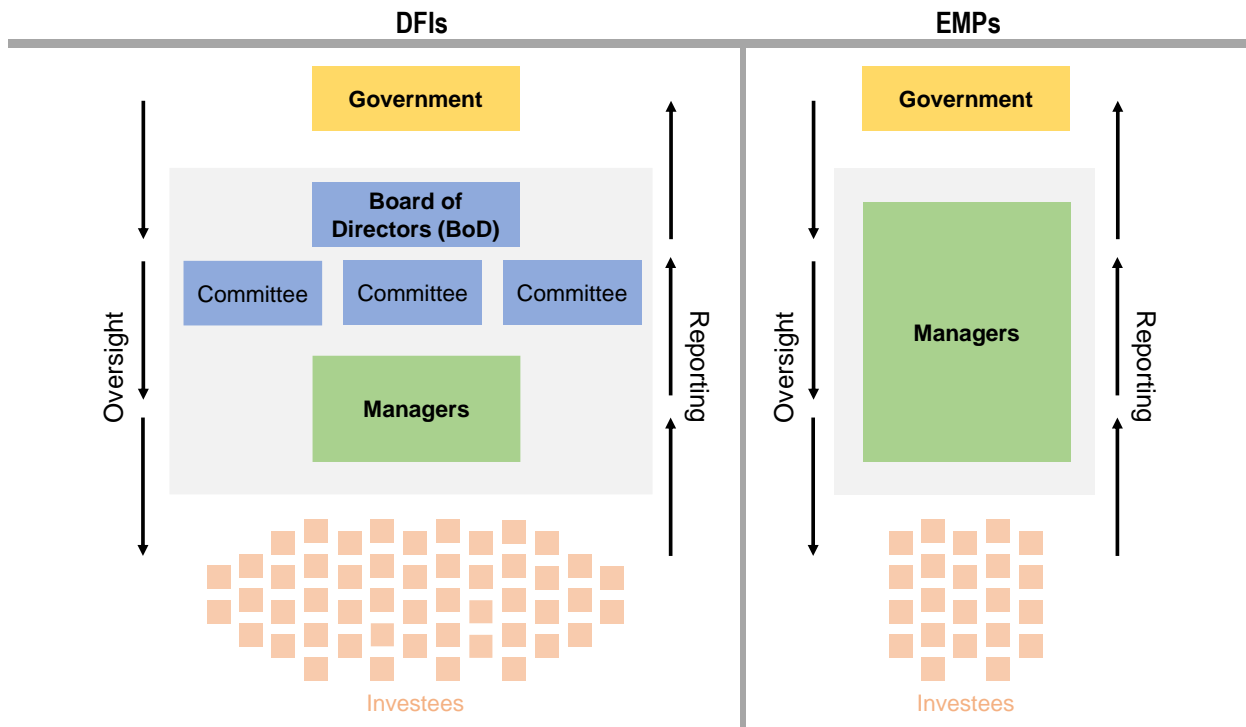 DFIs
EMPs
Government
Government
Board of
Directors (BoD)
Committee
Committee
Committee
Managers
Managers
Oversight
Reporting
Oversight
Reporting
Investees
Investees